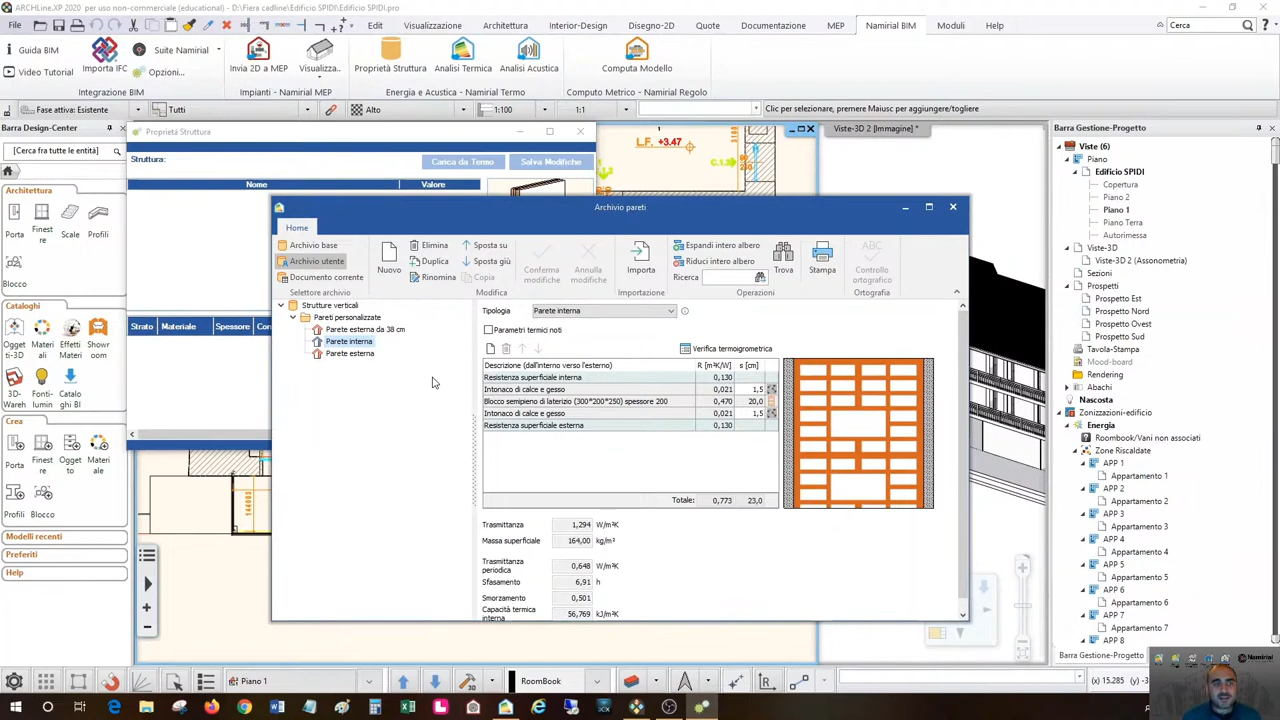 ARCHLine.XP 2020 per uso non-commerciale (educational) D:\Fiera cadline\Edificio SPIDI\Edificio SPIDI.pro
Edit Visualizzazione Architettura Interior-Design Disegno-2D Quote Documentazione MEP Namirial BIM Moduli Help Cerca
Guida BIM
Video Tutorial
Importa IFC
Suite Namirial
Opzioni...
Integrazione BIM
Invia 2D a MEP
Visualizza..
Impianti - Namirial MEP
Proprietà Struttura
Analisi Termica
Analisi Acustica
Energia e Acustica - Namirial Termo
Computa Modello
Computo Metrico - Namirial Regolo
Fase attiva: Esistente
Tutti
Alto
1:100
1:1
Clic per selezionare, premere Maiusc per aggiungere/togliere
Barra Design-Center
[Cerca fra tutte le entità]
Architettura
Porta
Finestre
Scale
Profili
Blocco
Cataloghi
Oggetti-3D
Materiali
Effetti Materi
Install
3D-Wareh
Fonti-lumin
Catalogi BI
Crea
Porta
Finestre
Oggetto
Materiale
Profili
Blocco
Modelli recenti
Preferiti
Help
Proprietà Struttura
Struttura:
Carica da Termo
Salva Modifiche
Nome
Valore
Strato Materiale Spessore Con
L.F. +3.47
C.1.
Viste-3D 2 [Immagine] *
Archivio pareti
Home
Archivio base
Archivio utente
Documento corrente
Selettore archivio
Nuovo
Elimina
Duplica
Rinomina
Sposta su
Sposta giù
Copia
Modifica
Conferma modifiche
Annulla modifiche
Importa
Importazione
Espandi intero albero
Riduci intero albero
Ricerca
Trova
Stampa
Operazioni
Controllo ortografico
Ortografia
Strutture verticali
Pareti personalizzate
Parete esterna da 38 cm
Parete interna
Parete esterna
Tipologia Parete interna
Parametri termici noti
Verifica termoigrometrica
Descrizione (dall'interno verso l'esterno) R [m²K/W] s [cm]
Resistenza superficiale interna 0,130
Intonaco di calce e gesso 0,021 1,5
Blocco semipieno di laterizio (300*200*250) spessore 200 0,470 20,0
Intonaco di calce e gesso 0,021 1,5
Resistenza superficiale esterna 0,130
Totale: 0,773 23,0
Trasmittanza 1,294 W/m²K
Massa superficiale 164,00 kg/m²
Trasmittanza periodica 0,648 W/m²K
Sfasamento 6,91 h
Smorzamento 0,501
Capacità termica interna 56,769 kJ/m²K
Barra Gestione-Progetto
Viste (6)
Piano
Edificio SPIDI
Copertura
Piano 2
Piano 1
Piano Terra
Autorimessa
Viste-3D
Viste-3D 2 (Assonometria)
Sezioni
Prospetti
Prospetto Est
Prospetto Nord
Prospetto Ovest
Prospetto Sud
Tavola-Stampa
Mood-board
Rendering
Abachi
Nascosta
Zonizzazioni-edificio
Energia
Roombook/Vani non associati
Zone Riscaldate
APP 1
Appartamento 1
APP 2
Appartamento 2
APP 3
Appartamento 3
APP 4
Appartamento 4
APP 5
Appartamento 5
APP 6
Appartamento 6
APP 7
Appartamento 7
APP 8
Barra Gestione-Progetto
Piano 1
RoomBook
(x) 15.285 (y) -3
Namirial